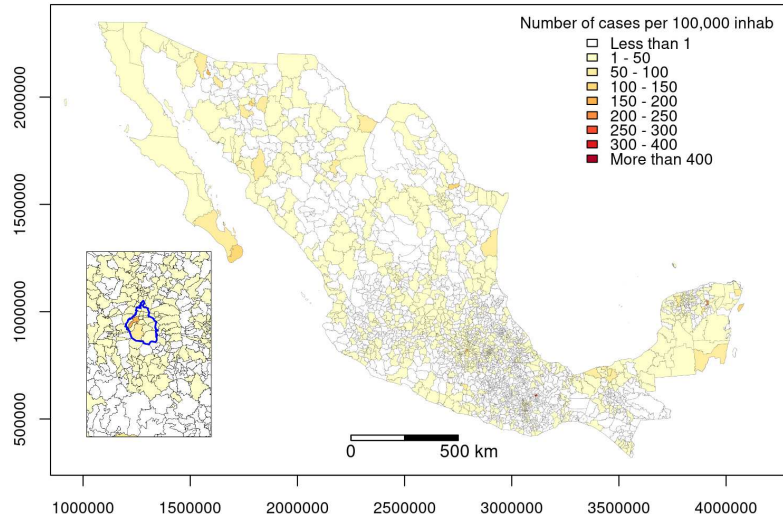 Number of cases per 100,000 inhab
Less than 1
1 - 50
50 - 100
100 - 150
150 - 200
200 - 250
250 - 300
300 - 400
More than 400
2000000
1500000
1000000
500000
0 500 km
1000000 1500000 2000000 2500000 3000000 3500000 4000000